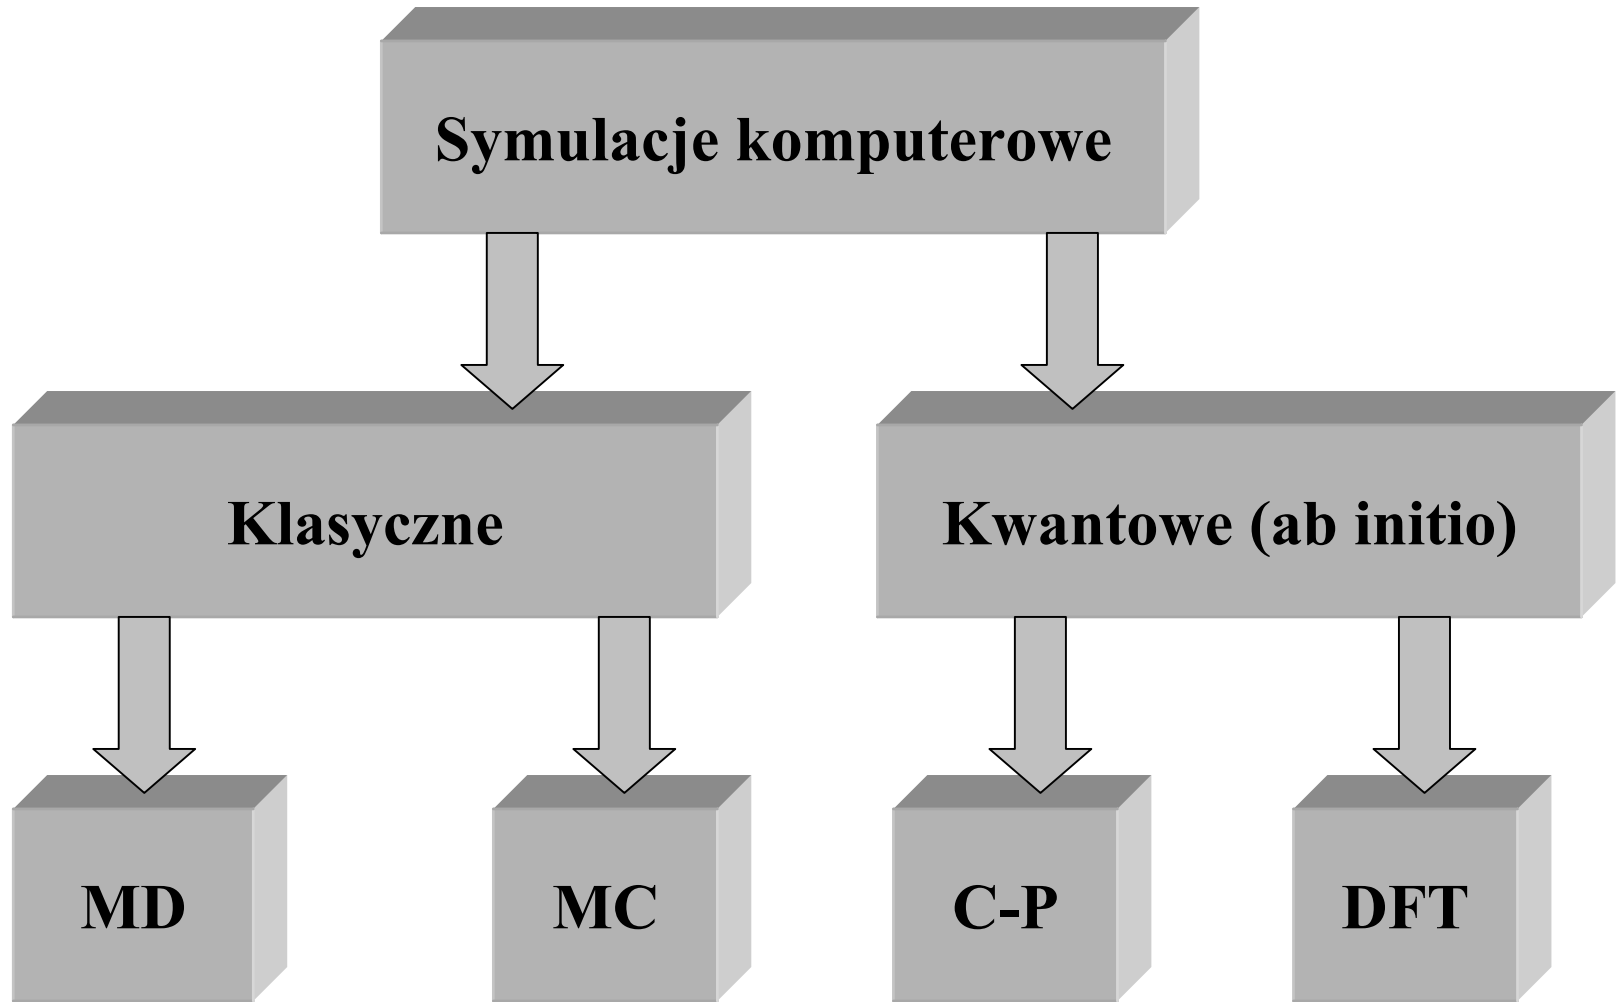 Symulacje komputerowe
Klasyczne
Kwantowe (ab initio)
MD
MC
C-P
DFT